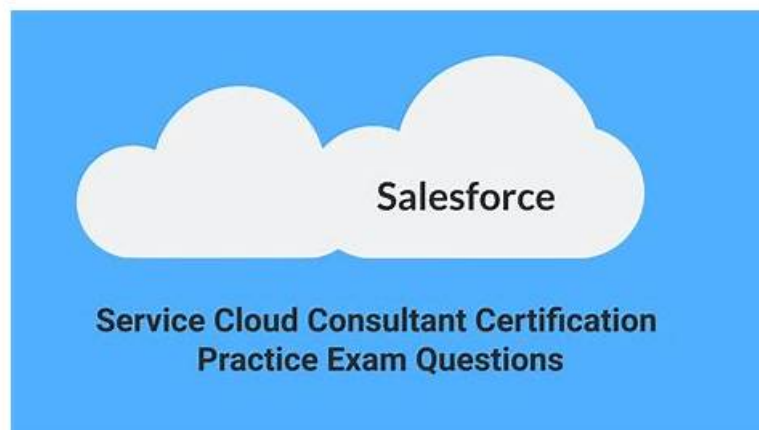 Salesforce
Service Cloud Consultant Certification
Practice Exam Questions